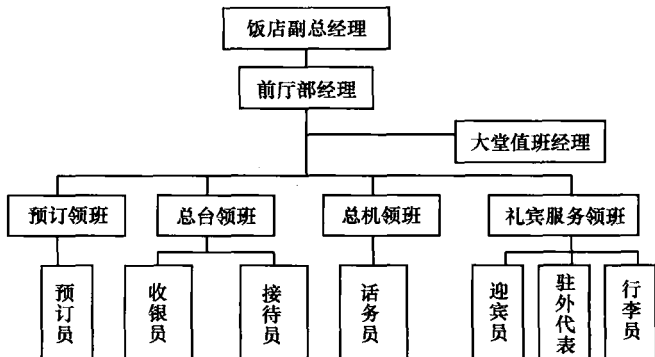 饭店副总经理
前厅部经理
大堂值班经理
预订领班
总台领班
总机领班
礼宾服务领班
预订员
收银员
接待员
话务员
迎宾员
驻外代表
行李员